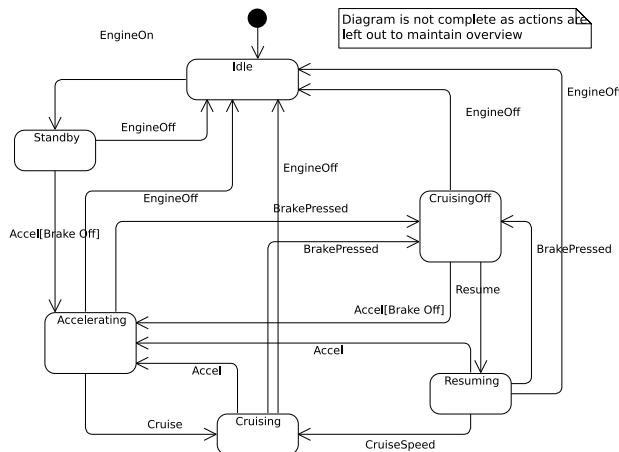 Diagram is not complete as actions are
left out to maintain overview
EngineOn
Idle
EngineOff
EngineOff
EngineOff
Standby
EngineOff
EngineOff
CruisingOff
BrakePressed
Accel[Brake Off]
BrakePressed
BrakePressed
Resume
Accel[Brake Off]
Accelerating
Accel
Accel
Resuming
Cruise
Cruising
CruiseSpeed